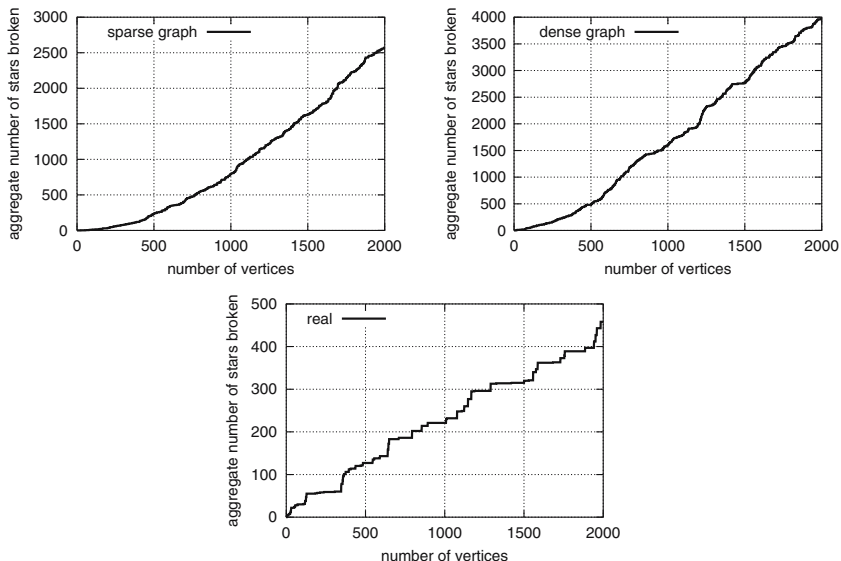 aggregate number of stars broken
3000
2500
2000
1500
1000
500
0
sparse graph
0 500 1000 1500 2000
number of vertices
aggregate number of stars broken
4000
3500
3000
2500
2000
1500
1000
500
0
dense graph
0 500 1000 1500 2000
number of vertices
aggregate number of stars broken
500
400
300
200
100
0
real
0 500 1000 1500 2000
number of vertices